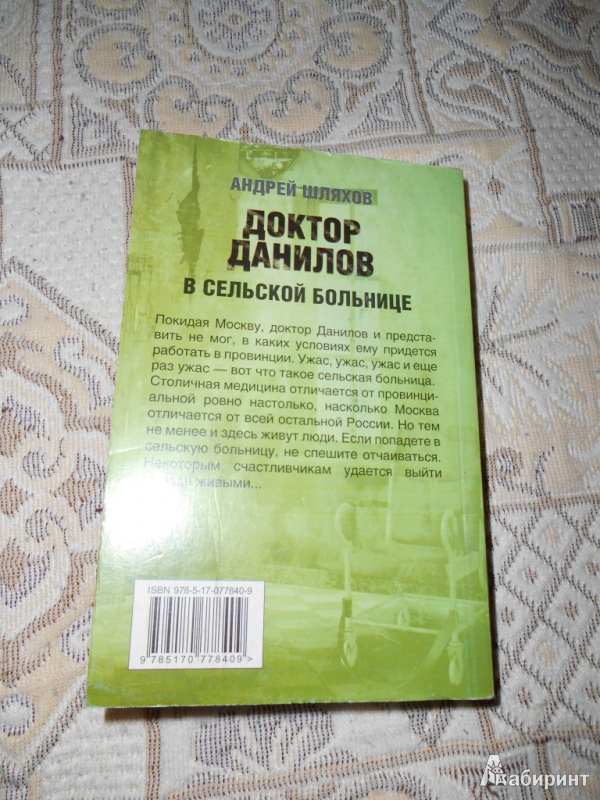 АНДРЕЙ ШЛЯХОВ
ДОКТОР
ДАНИЛОВ
В СЕЛЬСКОЙ БОЛЬНИЦЕ
Покидая Москву, доктор Данилов и предста-
вить не мог, в каких условиях ему придется
работать в провинции. Ужас, ужас, ужас и еще
раз ужас — вот что такое сельская больница.
Столичная медицина отличается от провинци-
альной ровно настолько, насколько Москва
отличается от всей остальной России. Но тем
не менее и здесь живут люди. Если попадете в
сельскую больницу, не спешите отчаиваться.
Некоторым счастливчикам удается выйти
живыми...
ISBN 978-5-17-077840-9
9 785170 778409 >
Лабиринт